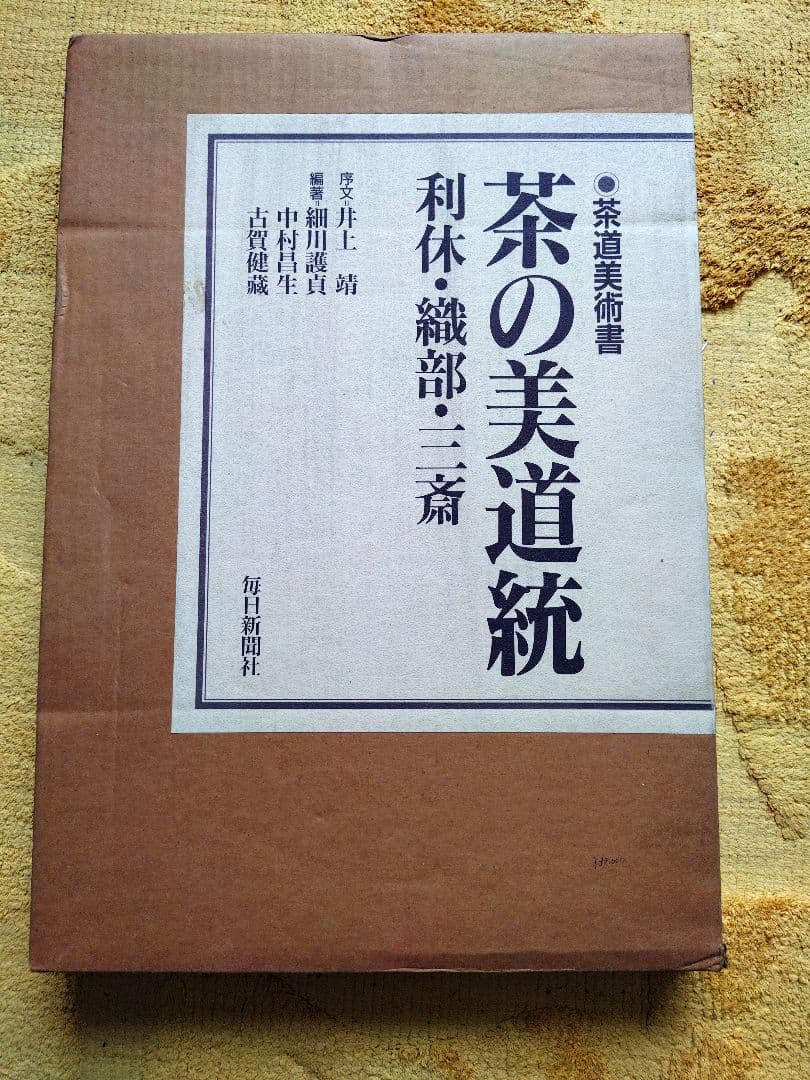 ◉茶道美術書
茶の美道統
利休・織部・三斎
序文=井上 靖
編著=細川護貞
中村昌生
古賀健藏
毎日新聞社